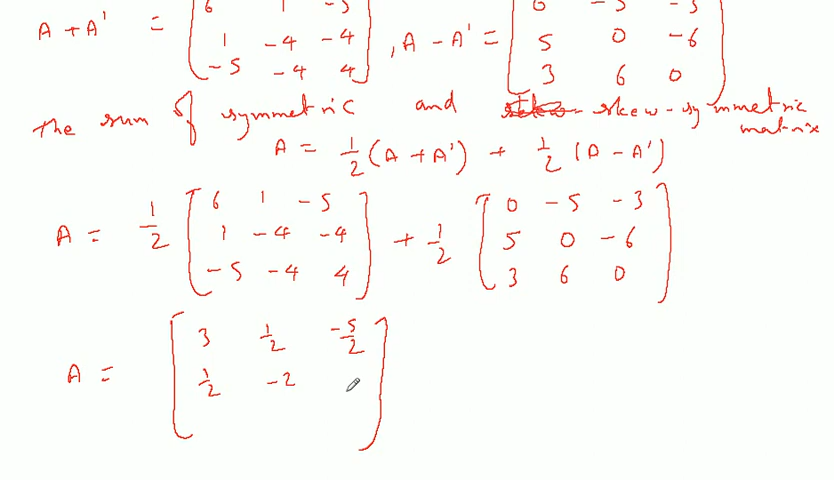 6 1 -5 0 -5 -3
A + A' = 1 -4 -4 , A - A' = 5 0 -6
-5 -4 4 3 6 0
The sum of symmetric and skew-symmetric
matrix
A = 1/2 (A + A') + 1/2 (A - A')
6 1 -5 0 -5 -3
A = 1/2 1 -4 -4 + 1/2 5 0 -6
-5 -4 4 3 6 0
3 1/2 -5/2
A = 1/2 -2